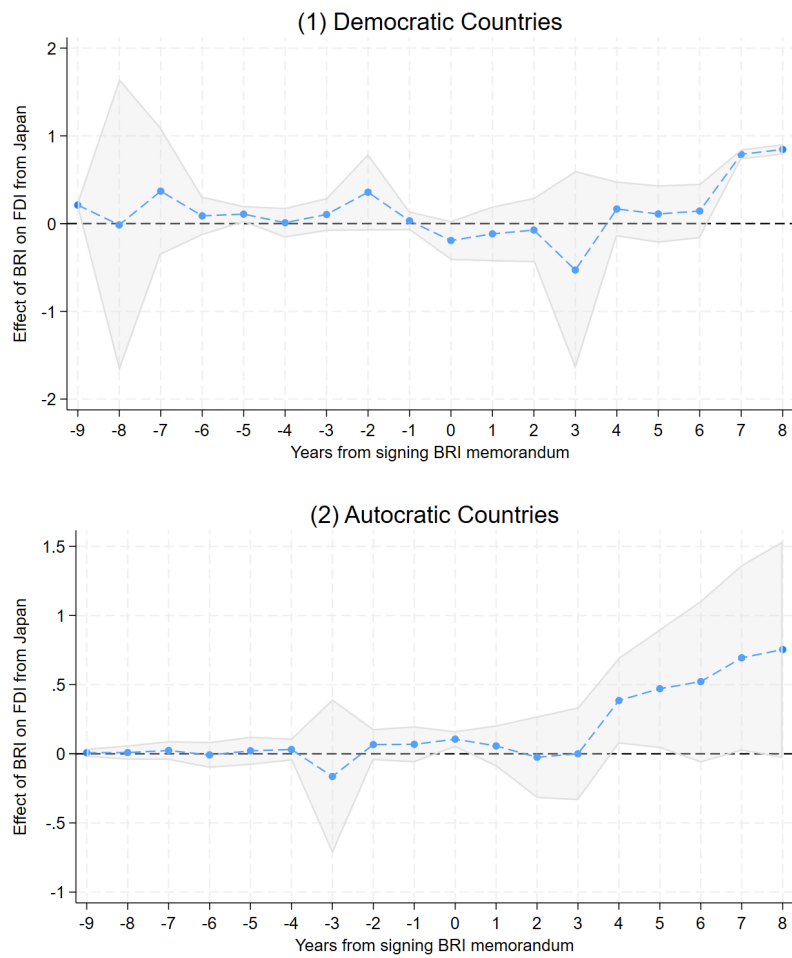 (1) Democratic Countries
Effect of BRI on FDI from Japan
2
1
0
-1
-2
-9 -8 -7 -6 -5 -4 -3 -2 -1 0 1 2 3 4 5 6 7 8
Years from signing BRI memorandum
(2) Autocratic Countries
Effect of BRI on FDI from Japan
1.5
1
.5
0
-.5
-1
-9 -8 -7 -6 -5 -4 -3 -2 -1 0 1 2 3 4 5 6 7 8
Years from signing BRI memorandum